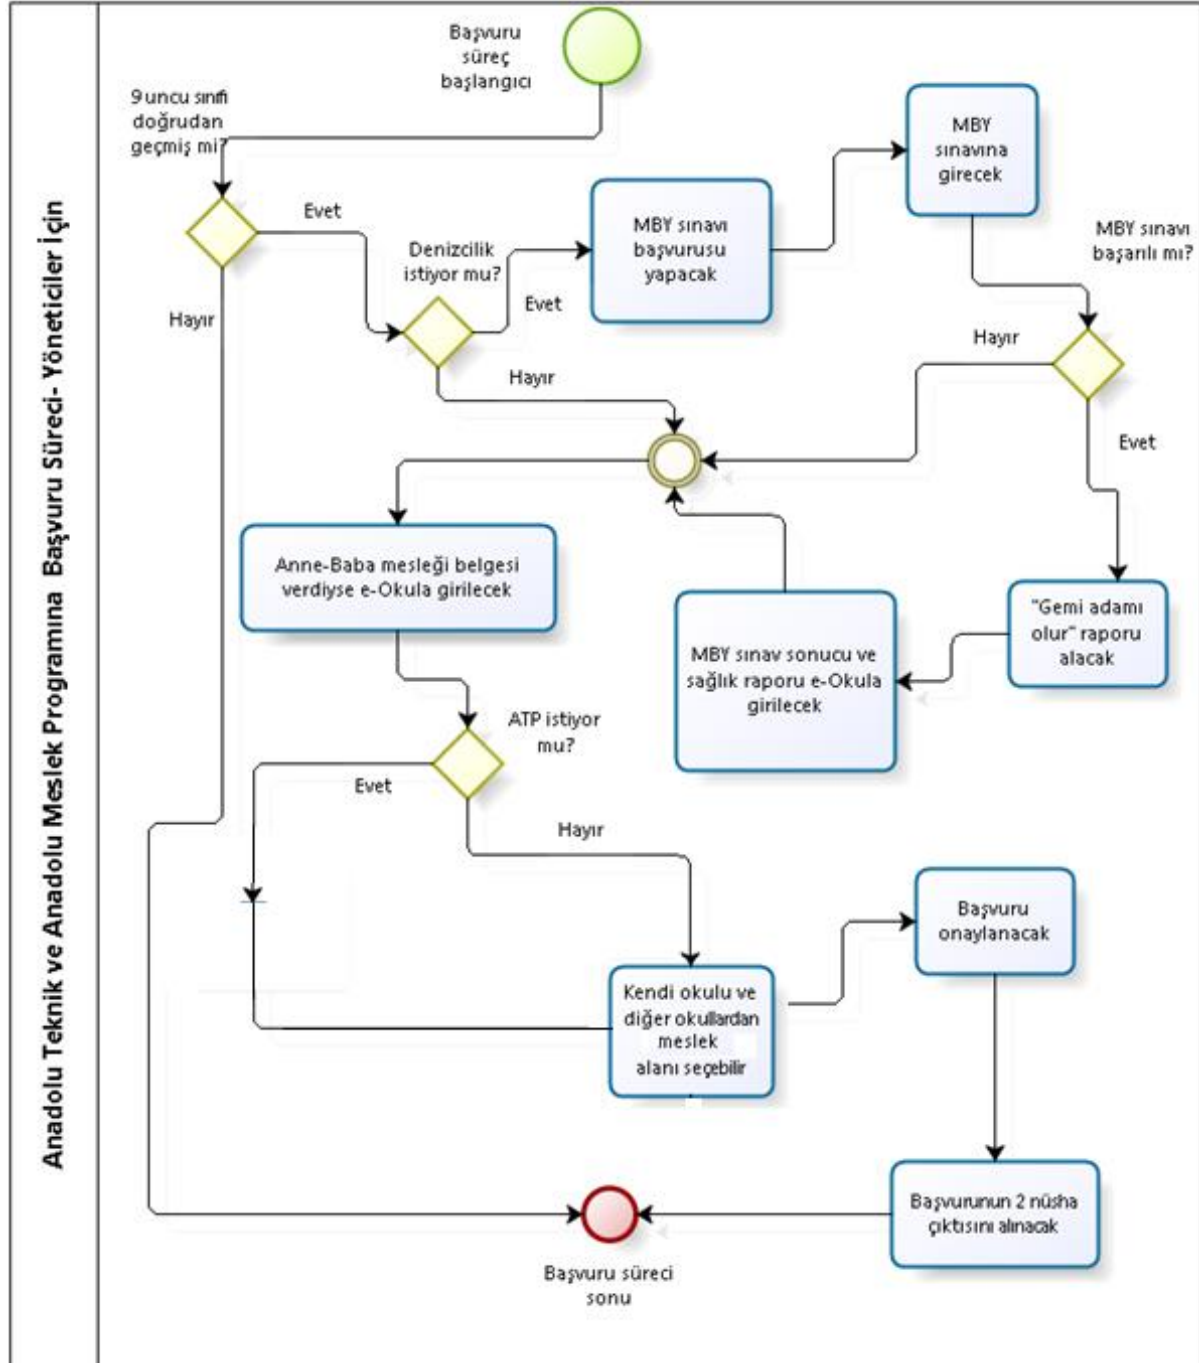 Anadolu Teknik ve Anadolu Meslek Programına Başvuru Süreci- Yöneticiler İçin
Başvuru
süreç
başlangıcı
9 uncu sınıfı
doğrudan
geçmiş mi?
Evet
Hayır
Denizcilik
istiyor mu?
Evet
Hayır
MBY sınavı
başvurusu
yapacak
MBY
sınavına
girecek
MBY sınavı
başarılı mı?
Hayır
Evet
"Gemi adamı
olur" raporu
alacak
MBY sınav sonucu ve
sağlık raporu e-Okula
girilecek
Anne-Baba mesleği belgesi
verdiyse e-Okula girilecek
ATP istiyor
mu?
Evet
Hayır
Kendi okulu ve
diğer okullardan
meslek
alanı seçebilir
Başvuru
onaylanacak
Başvurunun 2 nüsha
çıktısını alınacak
Başvuru süreci
sonu